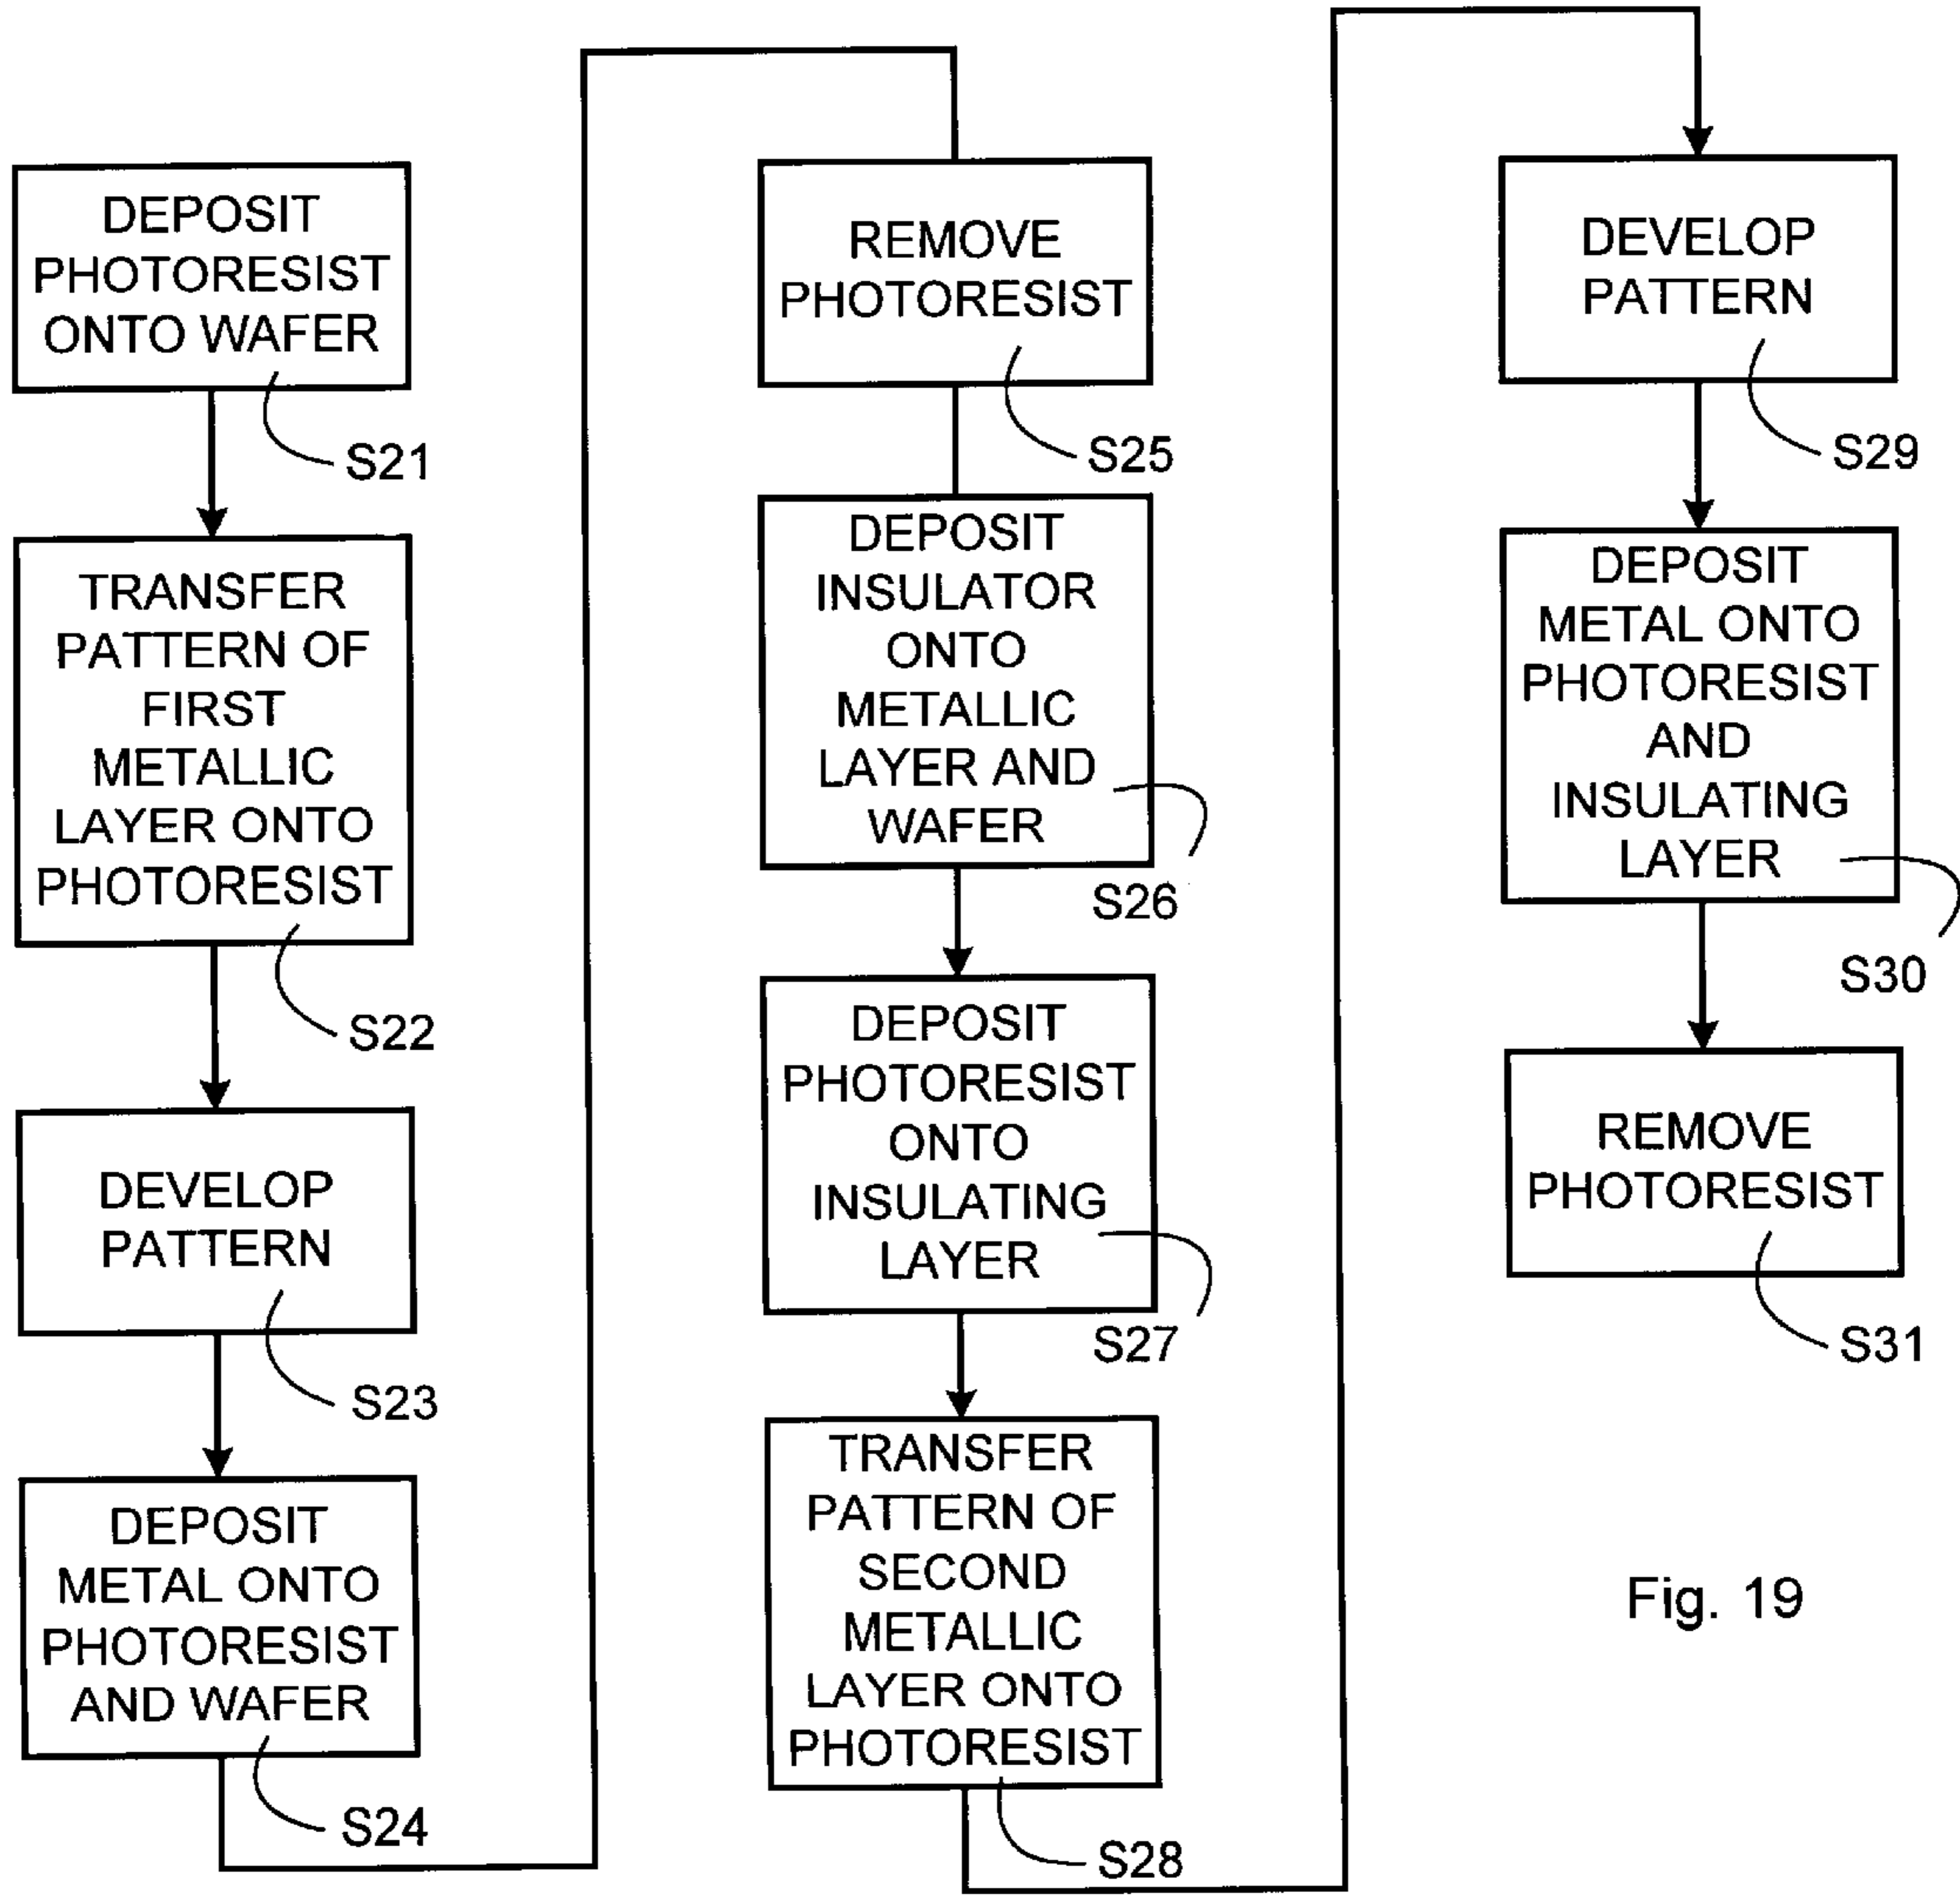 DEPOSIT
PHOTORESIST
ONTO WAFER
S21
TRANSFER
PATTERN OF
FIRST
METALLIC
LAYER ONTO
PHOTORESIST
S22
DEVELOP
PATTERN
S23
DEPOSIT
METAL ONTO
PHOTORESIST
AND WAFER
S24
REMOVE
PHOTORESIST
S25
DEPOSIT
INSULATOR
ONTO
METALLIC
LAYER AND
WAFER
S26
DEPOSIT
PHOTORESIST
ONTO
INSULATING
LAYER
S27
TRANSFER
PATTERN OF
SECOND
METALLIC
LAYER ONTO
PHOTORESIST
S28
DEVELOP
PATTERN
S29
DEPOSIT
METAL ONTO
PHOTORESIST
AND
INSULATING
LAYER
S30
REMOVE
PHOTORESIST
S31
Fig. 19